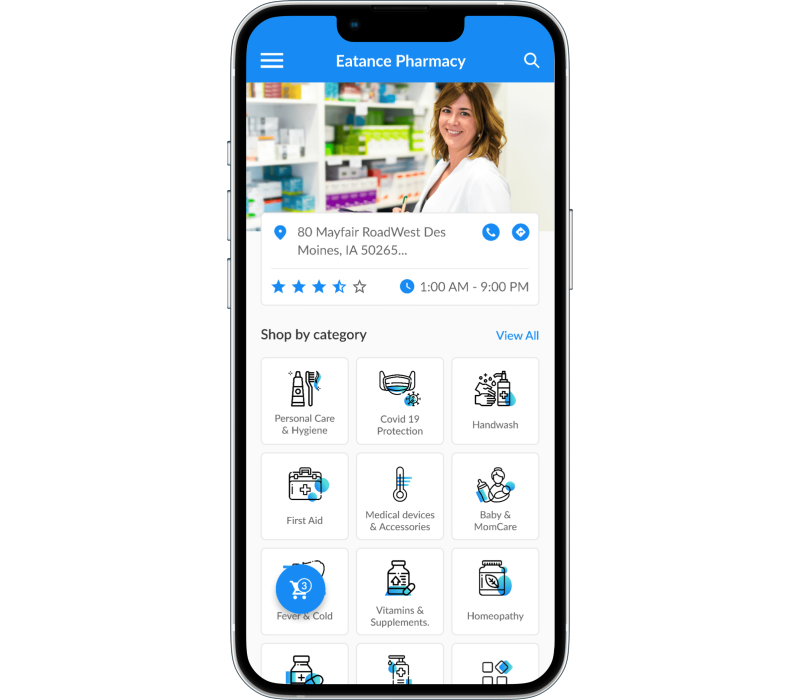 Eatance Pharmacy
80 Mayfair RoadWest Des
Moines, IA 50265...
1:00 AM - 9:00 PM
Shop by category
View All
Personal Care
& Hygiene
Covid 19
Protection
Handwash
First Aid
Medical devices
& Accessories
Baby &
MomCare
3
Fever & Cold
Vitamins &
Supplements.
Homeopathy